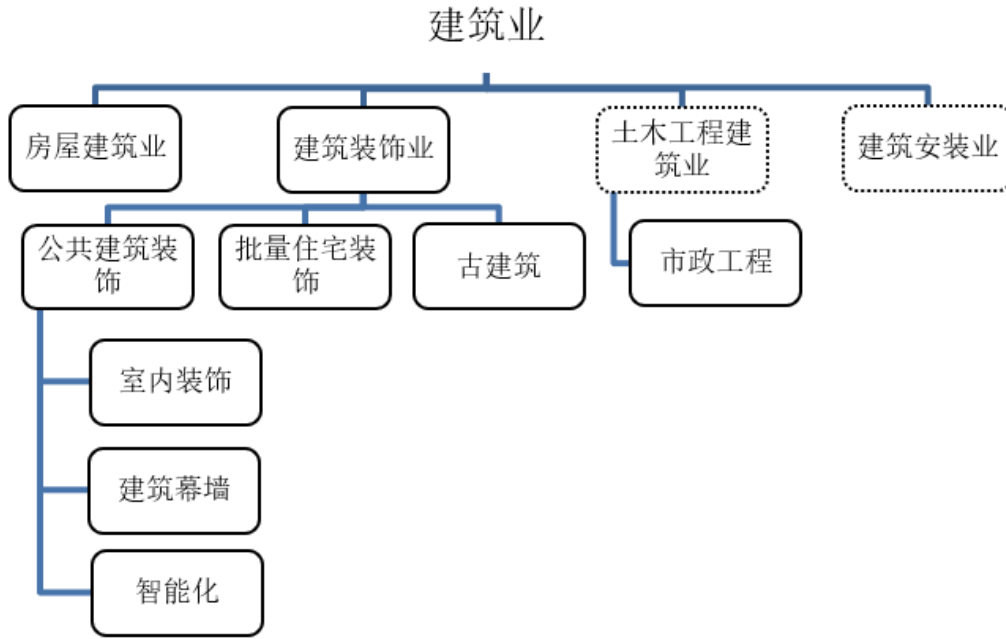 建筑业
房屋建筑业
建筑装饰业
土木工程建
筑业
建筑安装业
公共建筑装
饰
批量住宅装
饰
古建筑
市政工程
室内装饰
建筑幕墙
智能化